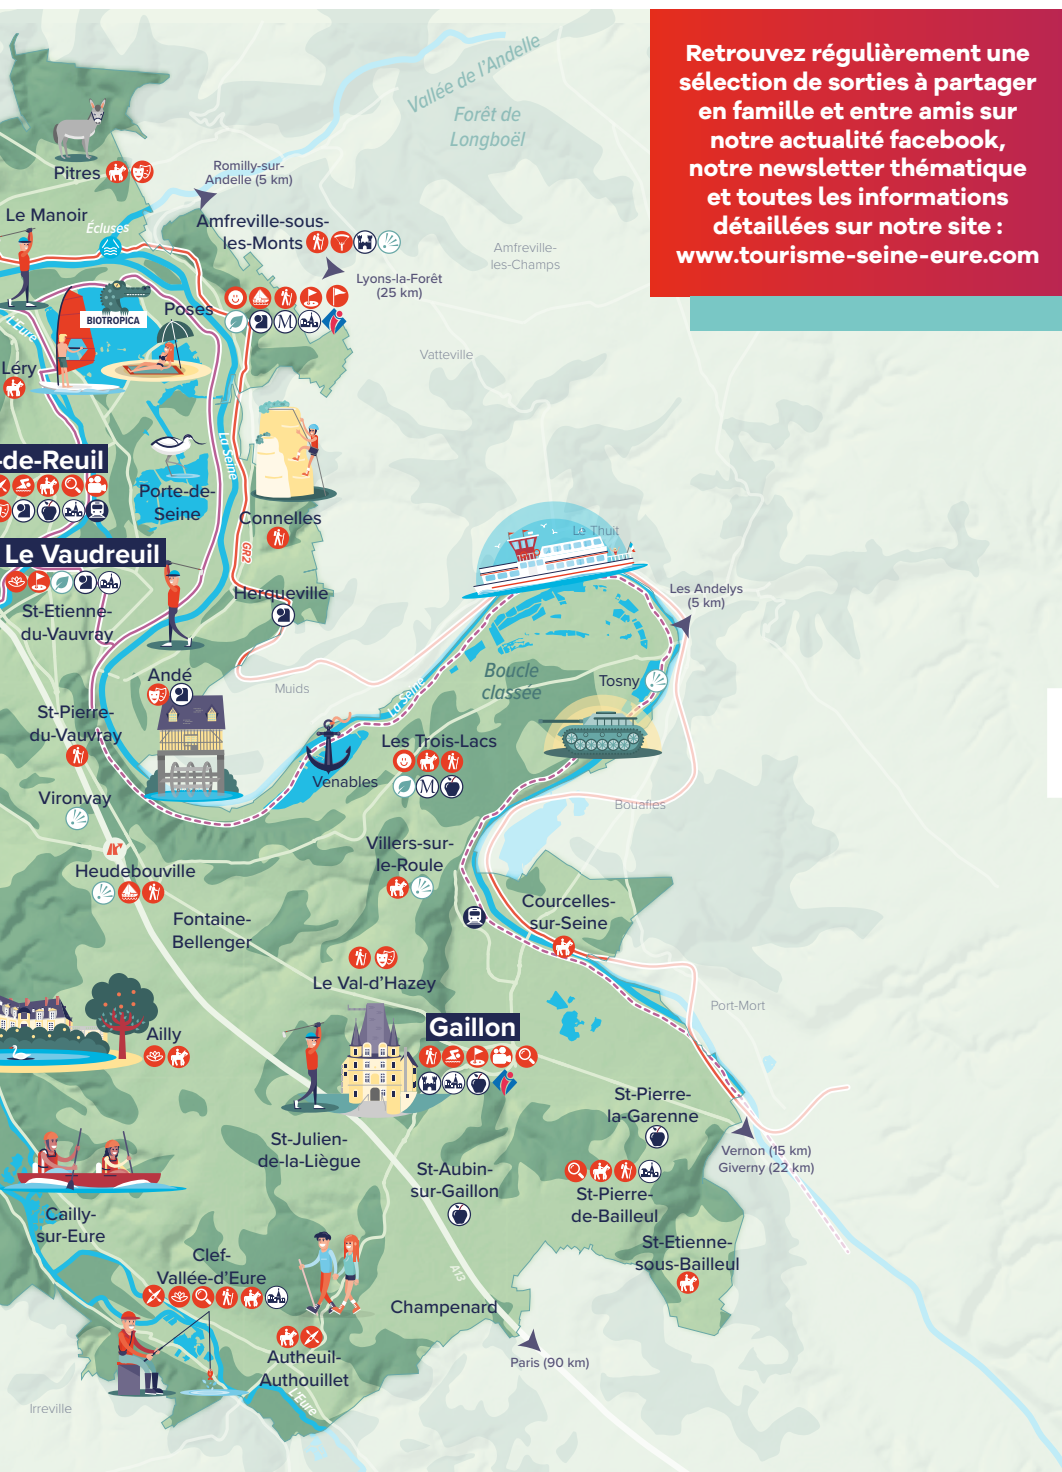 Retrouvez régulièrement une
sélection de sorties à partager
en famille et entre amis sur
notre actualité facebook,
notre newsletter thématique
et toutes les informations
détaillées sur notre site :
www.tourisme-seine-eure.com
Vallée de l'Andelle
Forêt de
Longboël
Pitres
Romilly-sur-
Andelle (5 km)
Le Manoir
Écluses
Amfreville-sous-
les-Monts
Amfreville-
les-Champs
Lyons-la-Forêt
(25 km)
Poses
BIOTROPICA
M
L'Eure
Vatteville
Léry
La Seine
-de-Reuil
Porte-de-
Seine
Connelles
GR2
Le Thuit
Le Vaudreuil
Herqueville
Les Andelys
(5 km)
St-Etienne-
du-Vauvray
Boucle
classée
Tosny
Andé
Muids
La Seine
St-Pierre-
du-Vauvray
Les Trois-Lacs
M
Venables
Vironvay
Bouafles
Villers-sur-
le-Roule
Heudebouville
Courcelles-
sur-Seine
Fontaine-
Bellenger
Le Val-d'Hazey
Port-Mort
Gaillon
Ailly
St-Pierre-
la-Garenne
St-Julien-
de-la-Liègue
Vernon (15 km)
Giverny (22 km)
St-Aubin-
sur-Gaillon
St-Pierre-
de-Bailleul
Cailly-
sur-Eure
St-Etienne-
sous-Bailleul
Clef-
Vallée-d'Eure
A13
Champenard
Autheuil-
Authouillet
Paris (90 km)
L'Eure
Irreville